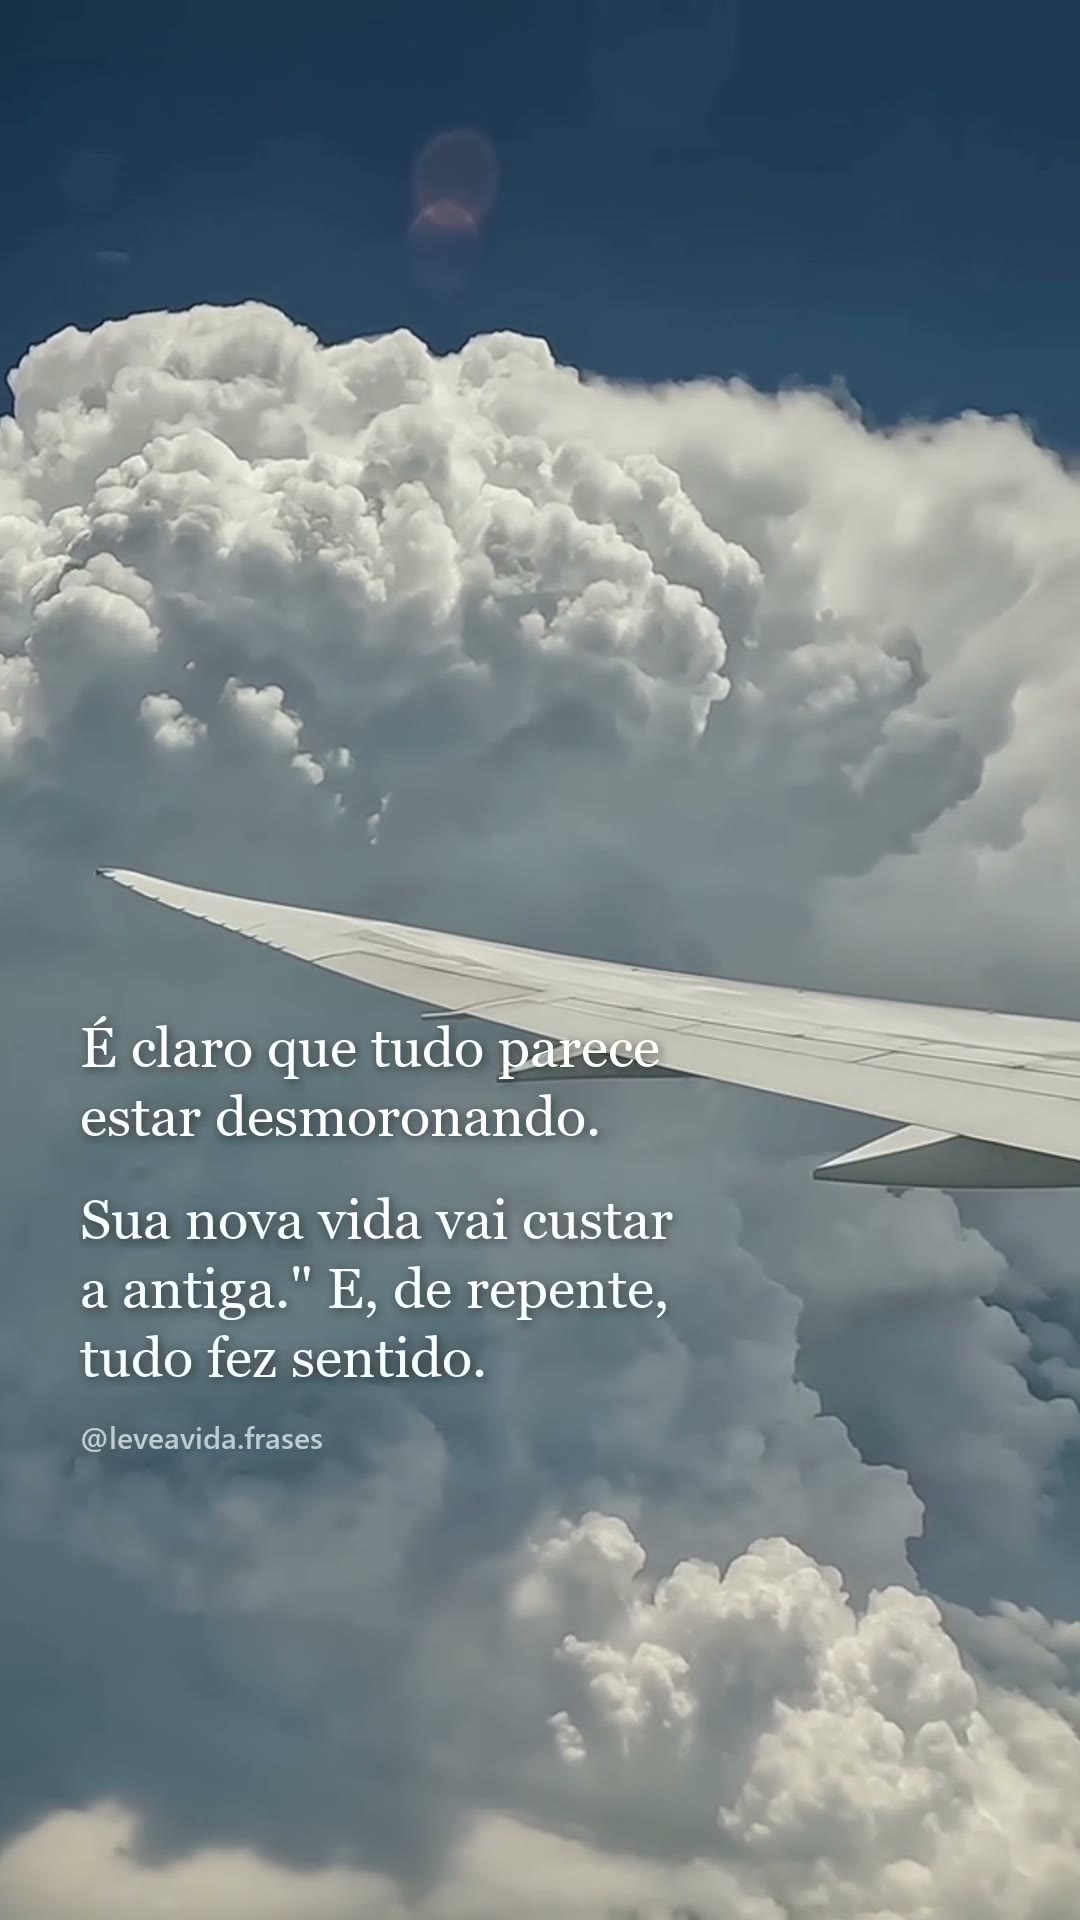 É claro que tudo parece
estar desmoronando.
Sua nova vida vai custar
a antiga." E, de repente,
tudo fez sentido.
@leveavida.frases